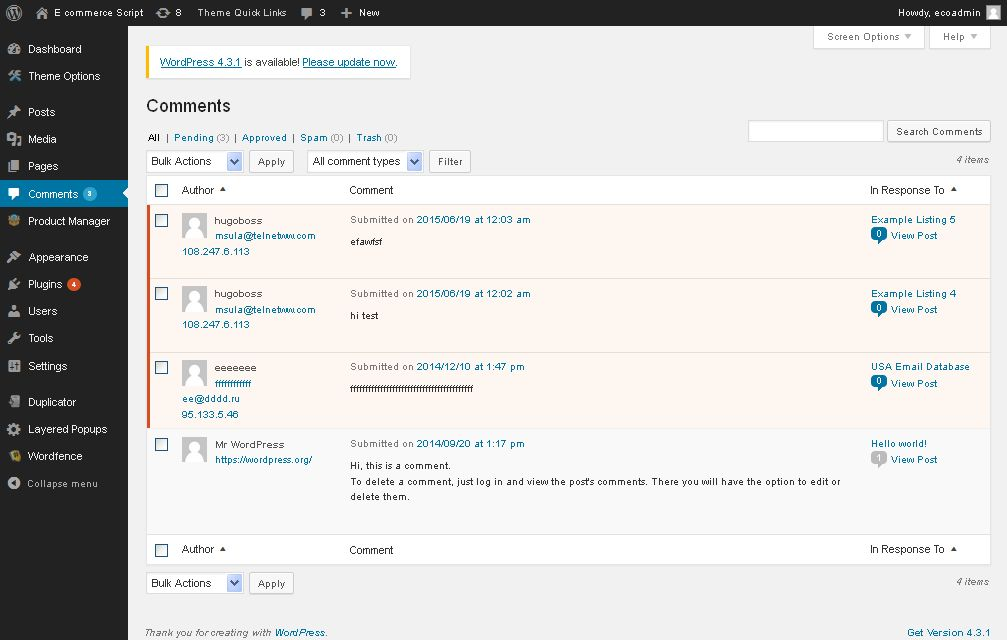 E commerce Script 8 Theme Quick Links 3 New Howdy, ecoadmin
Screen Options Help
Dashboard
Theme Options
Posts
Media
Pages
Comments 3
Product Manager
Appearance
Plugins 4
Users
Tools
Settings
Duplicator
Layered Popups
Wordfence
Collapse menu
WordPress 4.3.1 is available! Please update now.
Comments
All | Pending (3) | Approved | Spam (0) | Trash (0)
Search Comments
Bulk Actions Apply All comment types Filter
4 items
Author Comment In Response To
hugoboss
msula@telnetww.com
108.247.6.113
Submitted on 2015/06/19 at 12:03 am
efawfsf
Example Listing 5
0 View Post
hugoboss
msula@telnetww.com
108.247.6.113
Submitted on 2015/06/19 at 12:02 am
hi test
Example Listing 4
0 View Post
eeeeeee
ee@dddd.ru
95.133.5.46
Submitted on 2014/12/10 at 1:47 pm
USA Email Database
0 View Post
Mr WordPress
https://wordpress.org/
Submitted on 2014/09/20 at 1:17 pm
Hi, this is a comment.
To delete a comment, just log in and view the post's comments. There you will have the option to edit or
delete them.
Hello world!
1 View Post
Author Comment In Response To
Bulk Actions Apply
4 items
Thank you for creating with WordPress.
Get Version 4.3.1